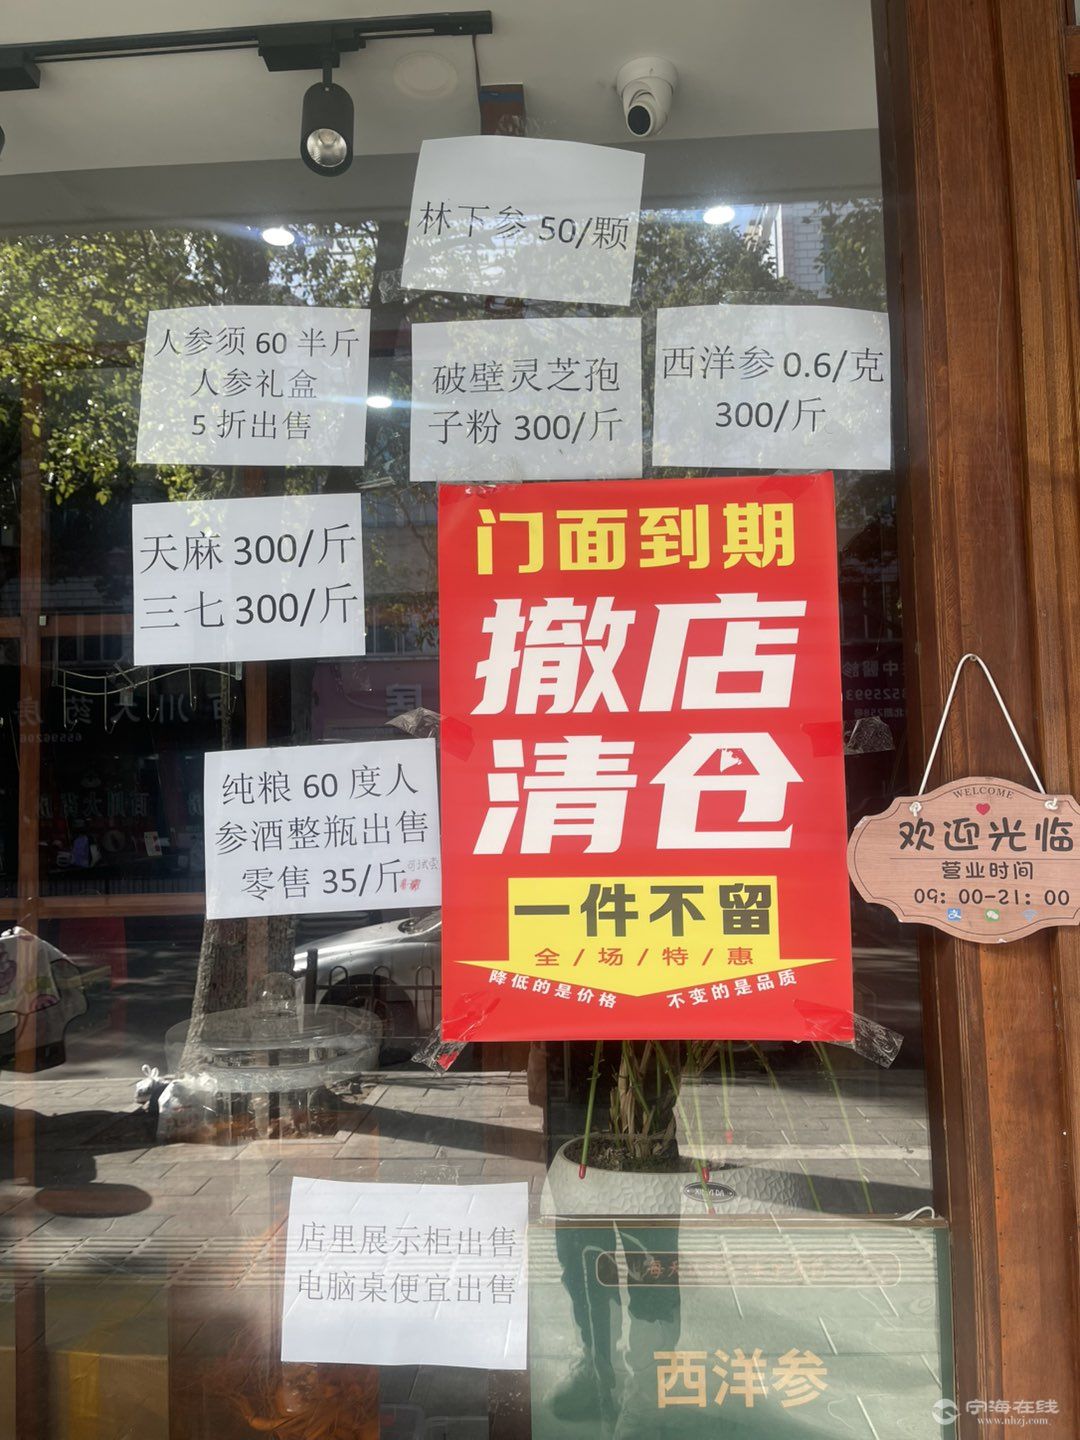 林下参 50/颗
人参须 60 半斤
人参礼盒
5 折出售
破壁灵芝孢
子粉 300/斤
西洋参 0.6/克
300/斤
天麻 300/斤
三七 300/斤
门面到期
撤店
清仓
一件不留
全/场/特/惠
降低的是价格 不变的是品质
纯粮 60 度人
参酒整瓶出售
零售 35/斤
可试尝
WELCOME
欢迎光临
营业时间
09:00-21:00
店里展示柜出售
电脑桌便宜出售
西洋参
宁海在线
www.nhzj.com